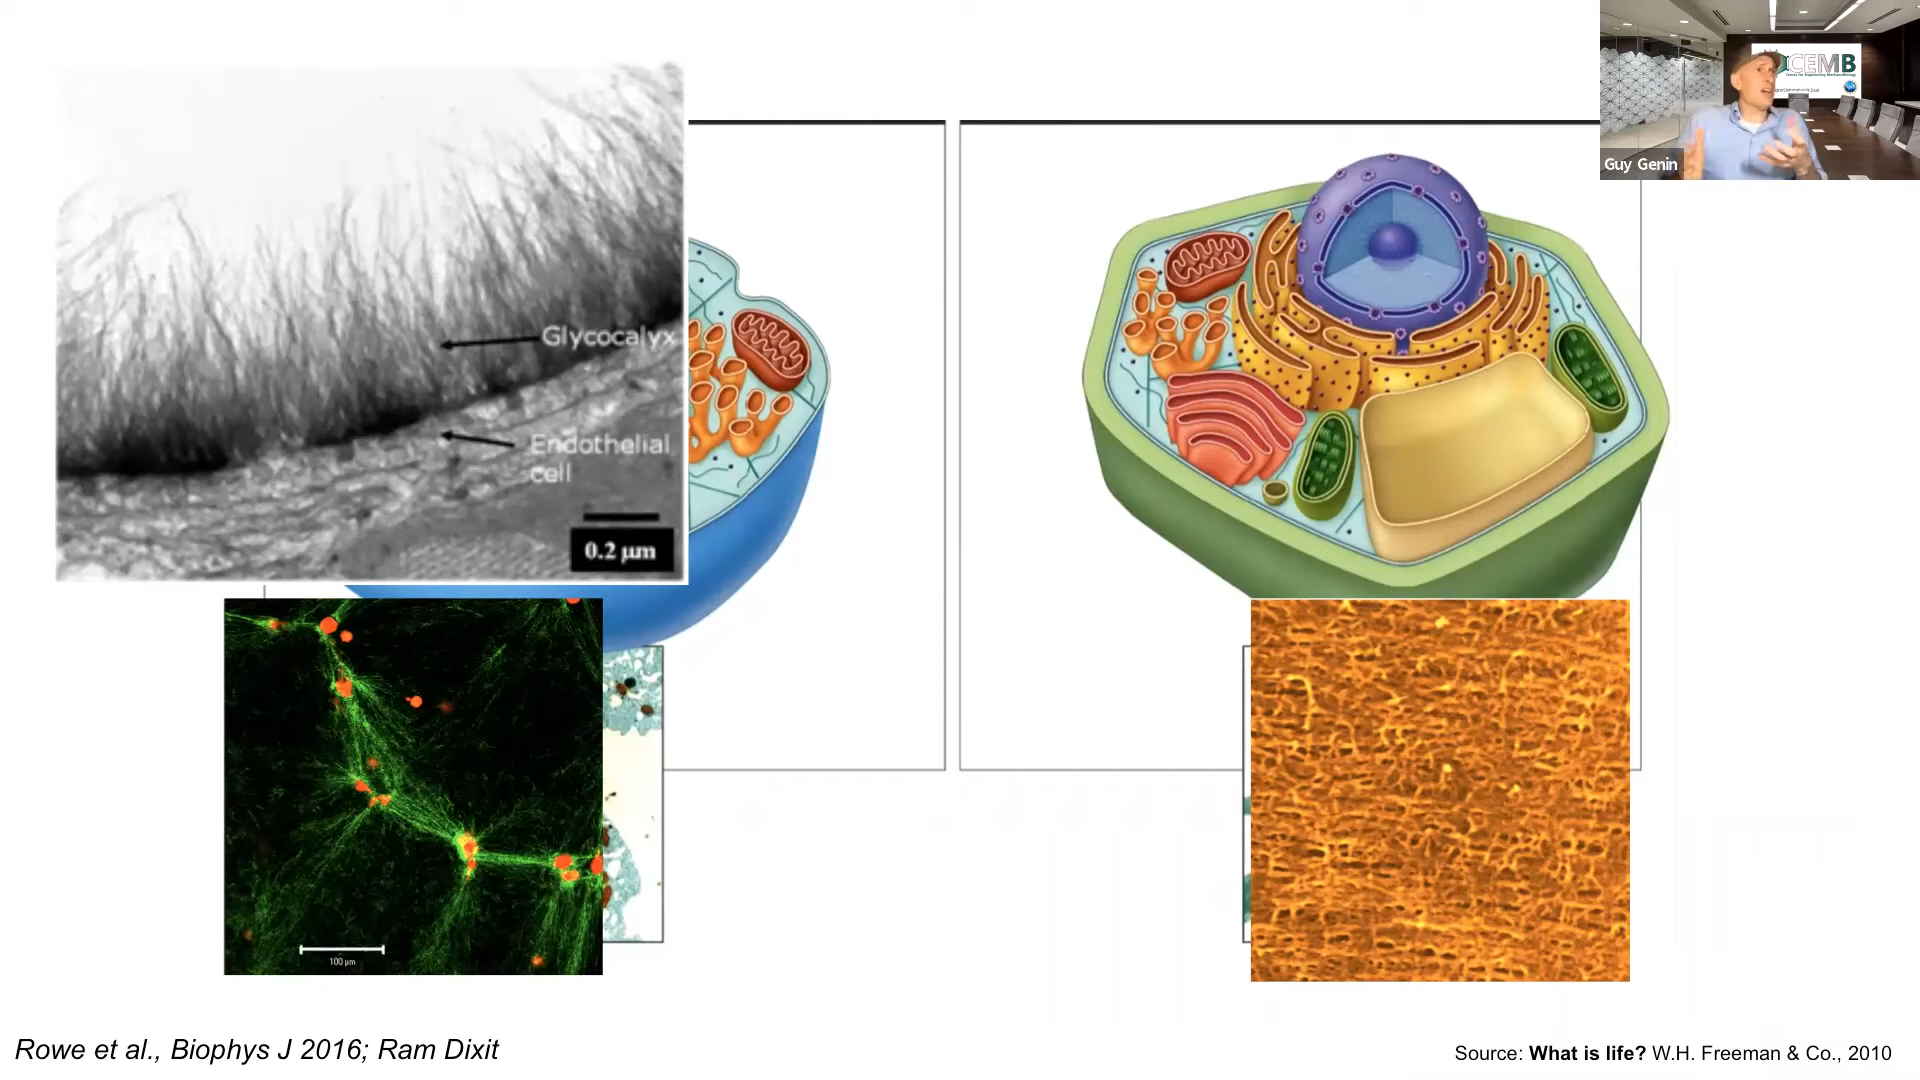 CEMB
Guy Genin
Glycocalyx
Endothelial
cell
0.2 µm
100 µm
Rowe et al., Biophys J 2016; Ram Dixit
Source: What is life? W.H. Freeman & Co., 2010